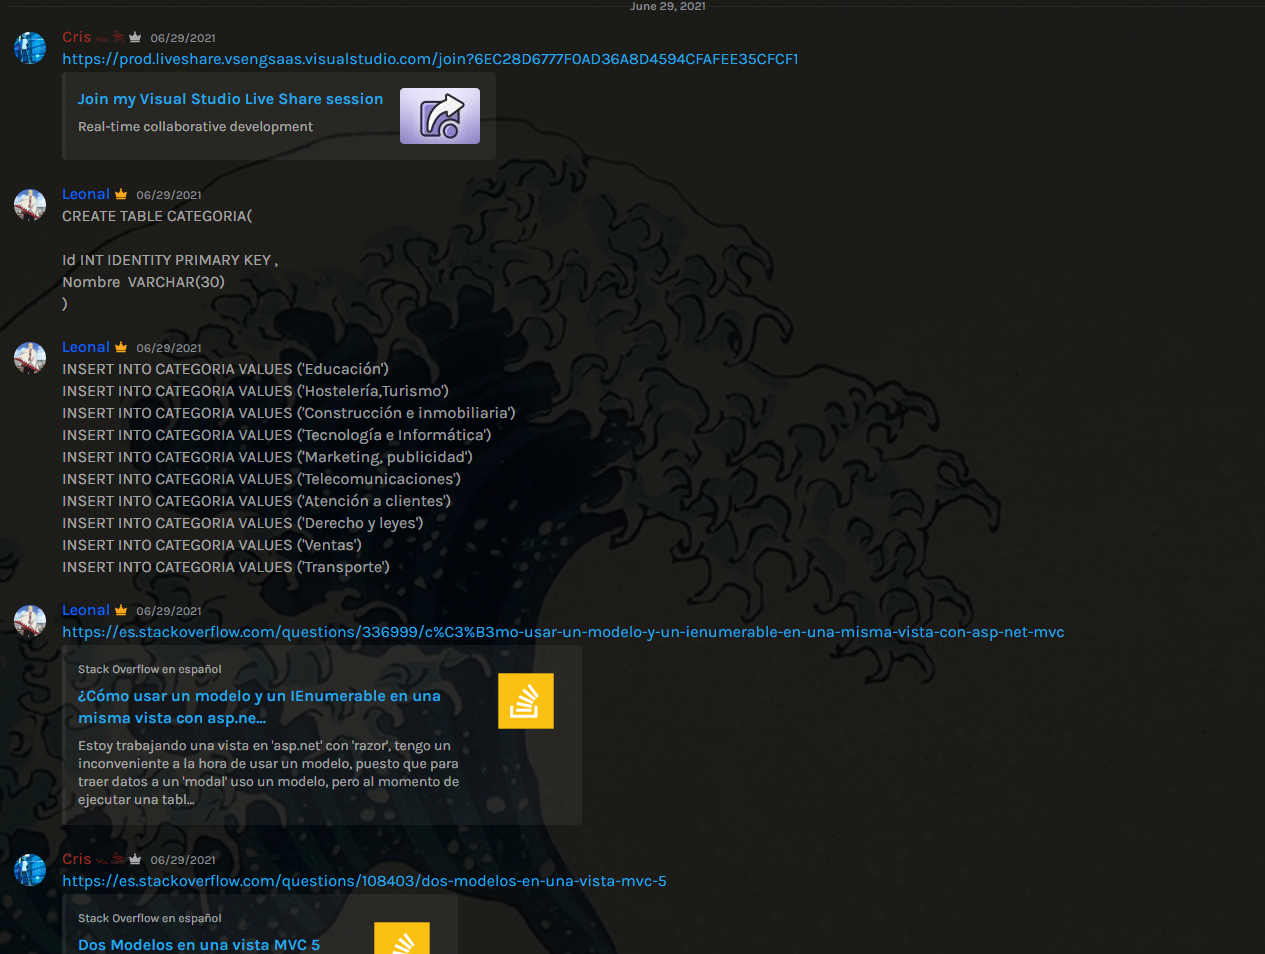 June 29, 2021
Cris 06/29/2021
https://prod.liveshare.vsengsaas.visualstudio.com/join?6EC28D6777F0AD36A8D4594CFAFEE35CFCF1
Join my Visual Studio Live Share session
Real-time collaborative development
Leonal 06/29/2021
CREATE TABLE CATEGORIA(
Id INT IDENTITY PRIMARY KEY ,
Nombre  VARCHAR(30)
)
Leonal 06/29/2021
INSERT INTO CATEGORIA VALUES ('Educación')
INSERT INTO CATEGORIA VALUES ('Hostelería,Turismo')
INSERT INTO CATEGORIA VALUES ('Construcción e inmobiliaria')
INSERT INTO CATEGORIA VALUES ('Tecnología e Informática')
INSERT INTO CATEGORIA VALUES ('Marketing, publicidad')
INSERT INTO CATEGORIA VALUES ('Telecomunicaciones')
INSERT INTO CATEGORIA VALUES ('Atención a clientes')
INSERT INTO CATEGORIA VALUES ('Derecho y leyes')
INSERT INTO CATEGORIA VALUES ('Ventas')
INSERT INTO CATEGORIA VALUES ('Transporte')
Leonal 06/29/2021
https://es.stackoverflow.com/questions/336999/c%C3%B3mo-usar-un-modelo-y-un-ienumerable-en-una-misma-vista-con-asp-net-mvc
Stack Overflow en español
¿Cómo usar un modelo y un IEnumerable en una
misma vista con asp.ne...
Estoy trabajando una vista en 'asp.net' con 'razor', tengo un
inconveniente a la hora de usar un modelo, puesto que para
traer datos a un 'modal' uso un modelo, pero al momento de
ejecutar una tabl...
Cris 06/29/2021
https://es.stackoverflow.com/questions/108403/dos-modelos-en-una-vista-mvc-5
Stack Overflow en español
Dos Modelos en una vista MVC 5